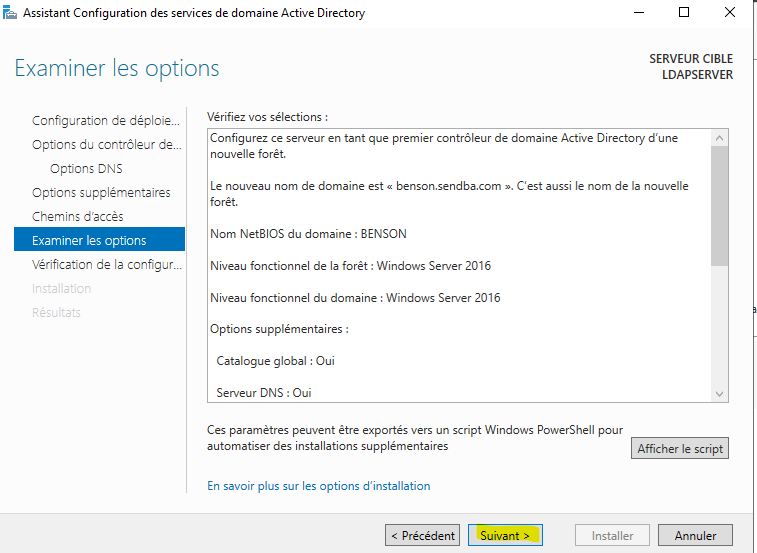 Assistant Configuration des services de domaine Active Directory
Examiner les options
SERVEUR CIBLE
LDAPSERVER
Configuration de déploie...
Options du contrôleur de...
Options DNS
Options supplémentaires
Chemins d'accès
Examiner les options
Vérification de la configur...
Installation
Résultats
Vérifiez vos sélections :
Configurez ce serveur en tant que premier contrôleur de domaine Active Directory d'une
nouvelle forêt.
Le nouveau nom de domaine est « benson.sendba.com ». C'est aussi le nom de la nouvelle
forêt.
Nom NetBIOS du domaine : BENSON
Niveau fonctionnel de la forêt : Windows Server 2016
Niveau fonctionnel du domaine : Windows Server 2016
Options supplémentaires :
Catalogue global : Oui
Serveur DNS : Oui
Ces paramètres peuvent être exportés vers un script Windows PowerShell pour
automatiser des installations supplémentaires
Afficher le script
En savoir plus sur les options d'installation
< Précédent
Suivant >
Installer
Annuler